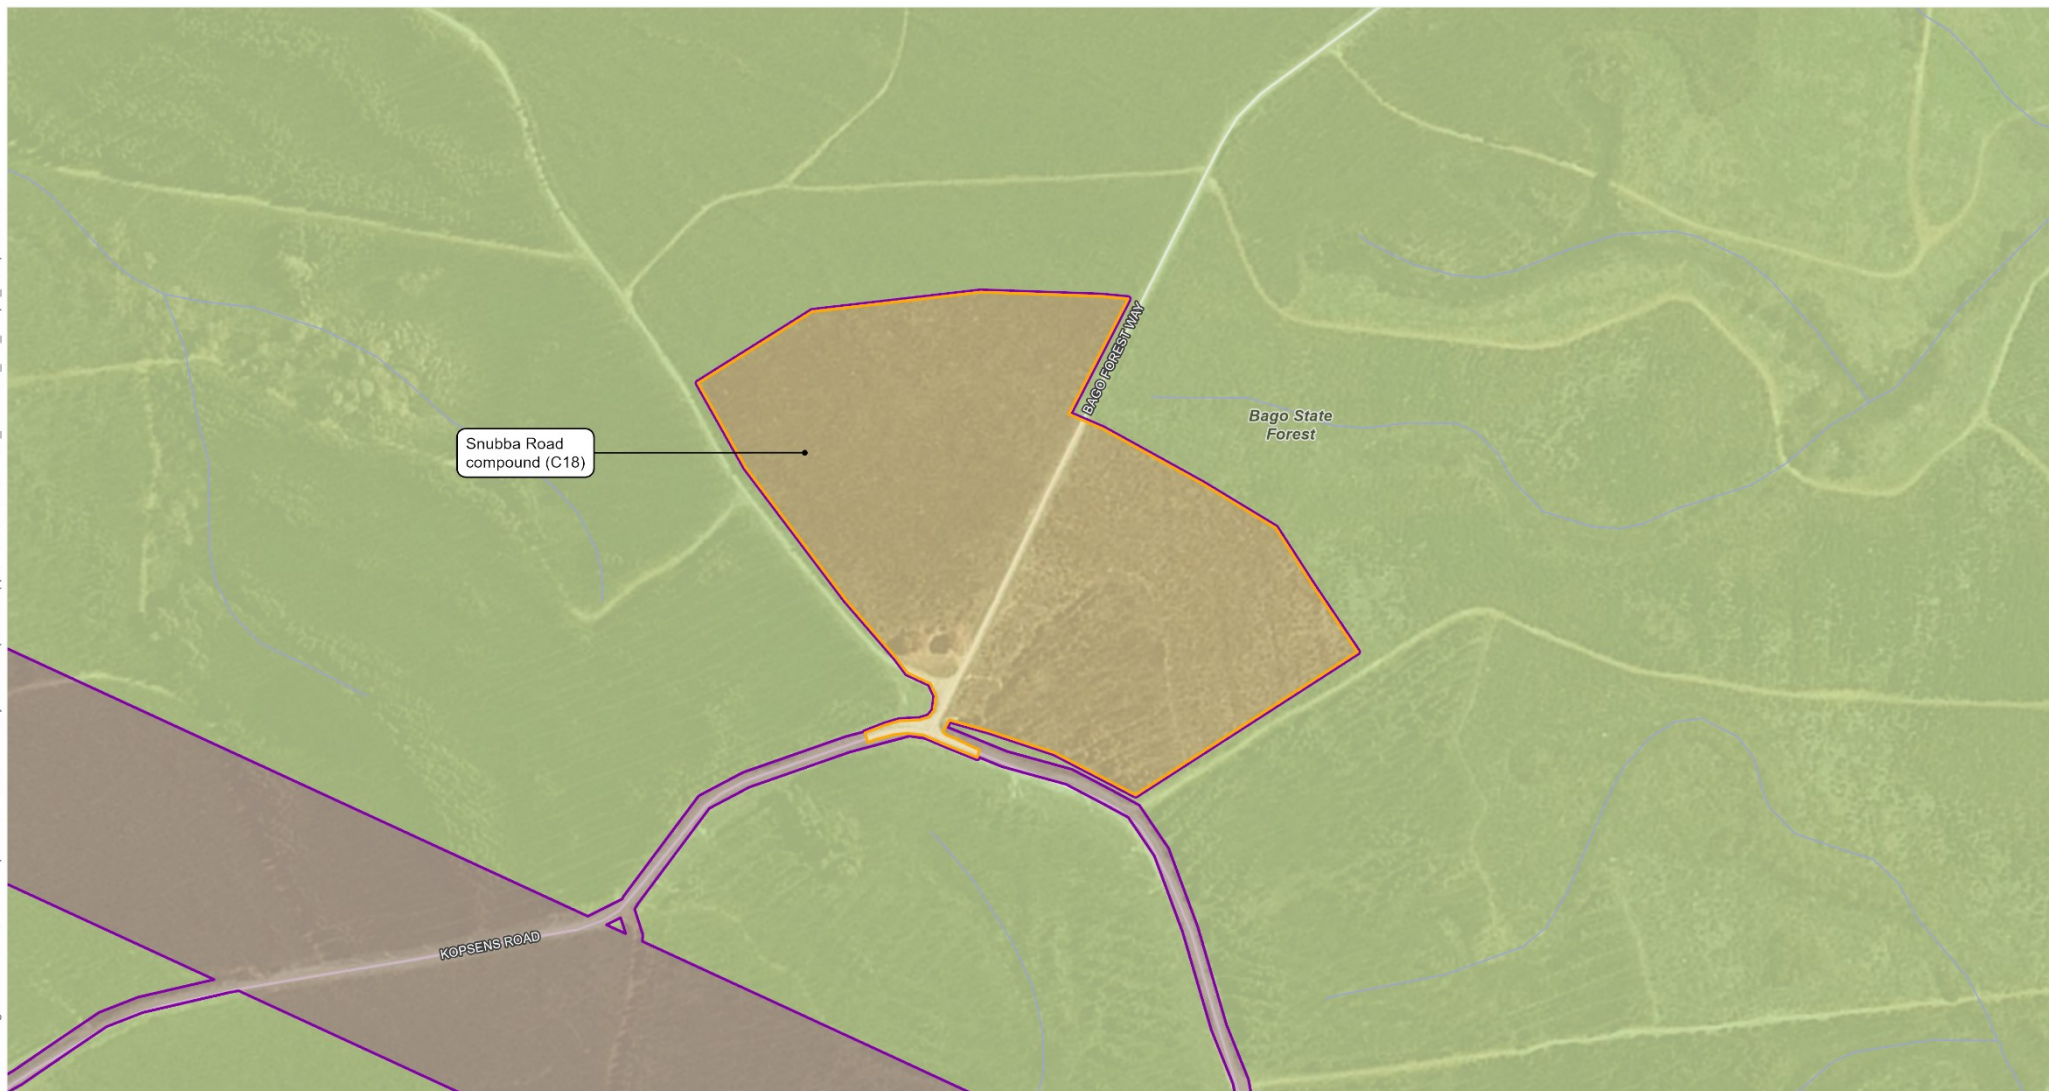 BAGO FOREST WAY
Bago State
Forest
Snubba Road
compound (C18)
KOPSENS ROAD